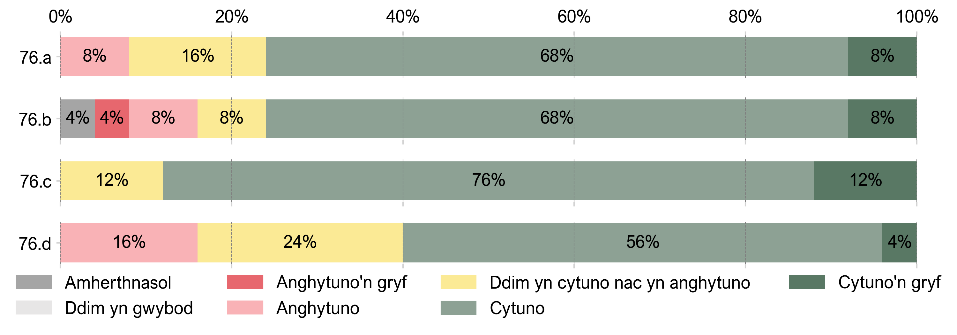 0% 20% 40% 60% 80% 100%
76.a 8% 16% 68% 8%
76.b 4% 4% 8% 8% 68% 8%
76.c 12% 76% 12%
76.d 16% 24% 56% 4%
Amherthnasol Anghytuno'n gryf Ddim yn cytuno nac yn anghytuno Cytuno'n gryf
Ddim yn gwybod Anghytuno Cytuno